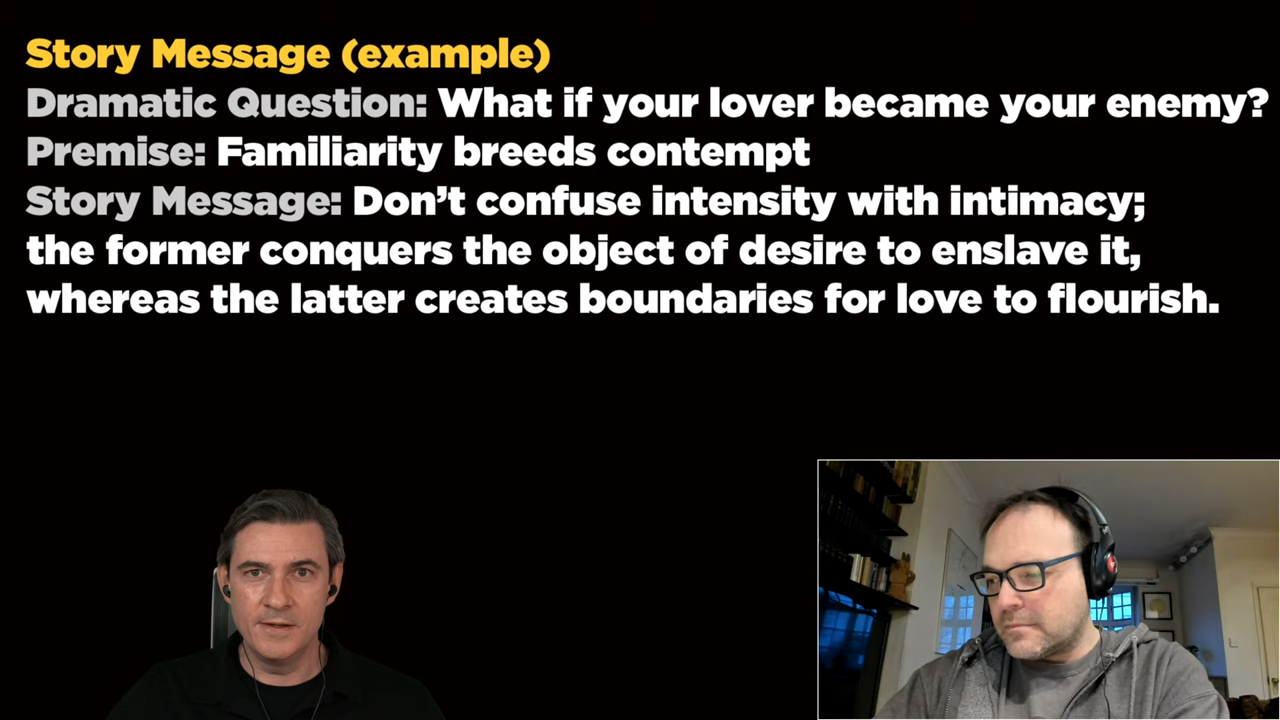 Story Message (example)
Dramatic Question: What if your lover became your enemy?
Premise: Familiarity breeds contempt
Story Message: Don’t confuse intensity with intimacy;
the former conquers the object of desire to enslave it,
whereas the latter creates boundaries for love to flourish.